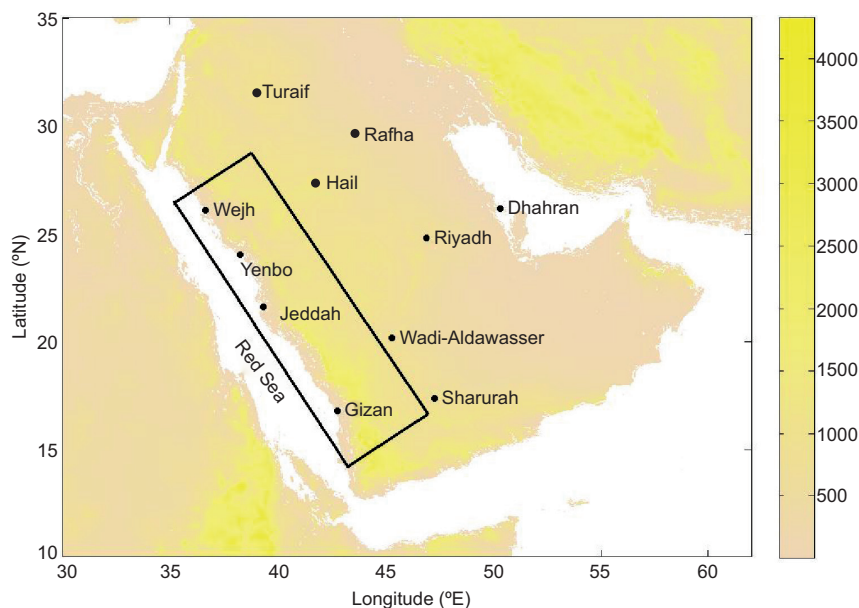 35
30
25
20
15
10
Latitude (ºN)
Turaif
Rafha
Hail
Wejh
Dhahran
Riyadh
Yenbo
Jeddah
Wadi-Aldawasser
Red Sea
Sharurah
Gizan
30
35
40
45
50
55
60
Longitude (ºE)
4000
3500
3000
2500
2000
1500
1000
500